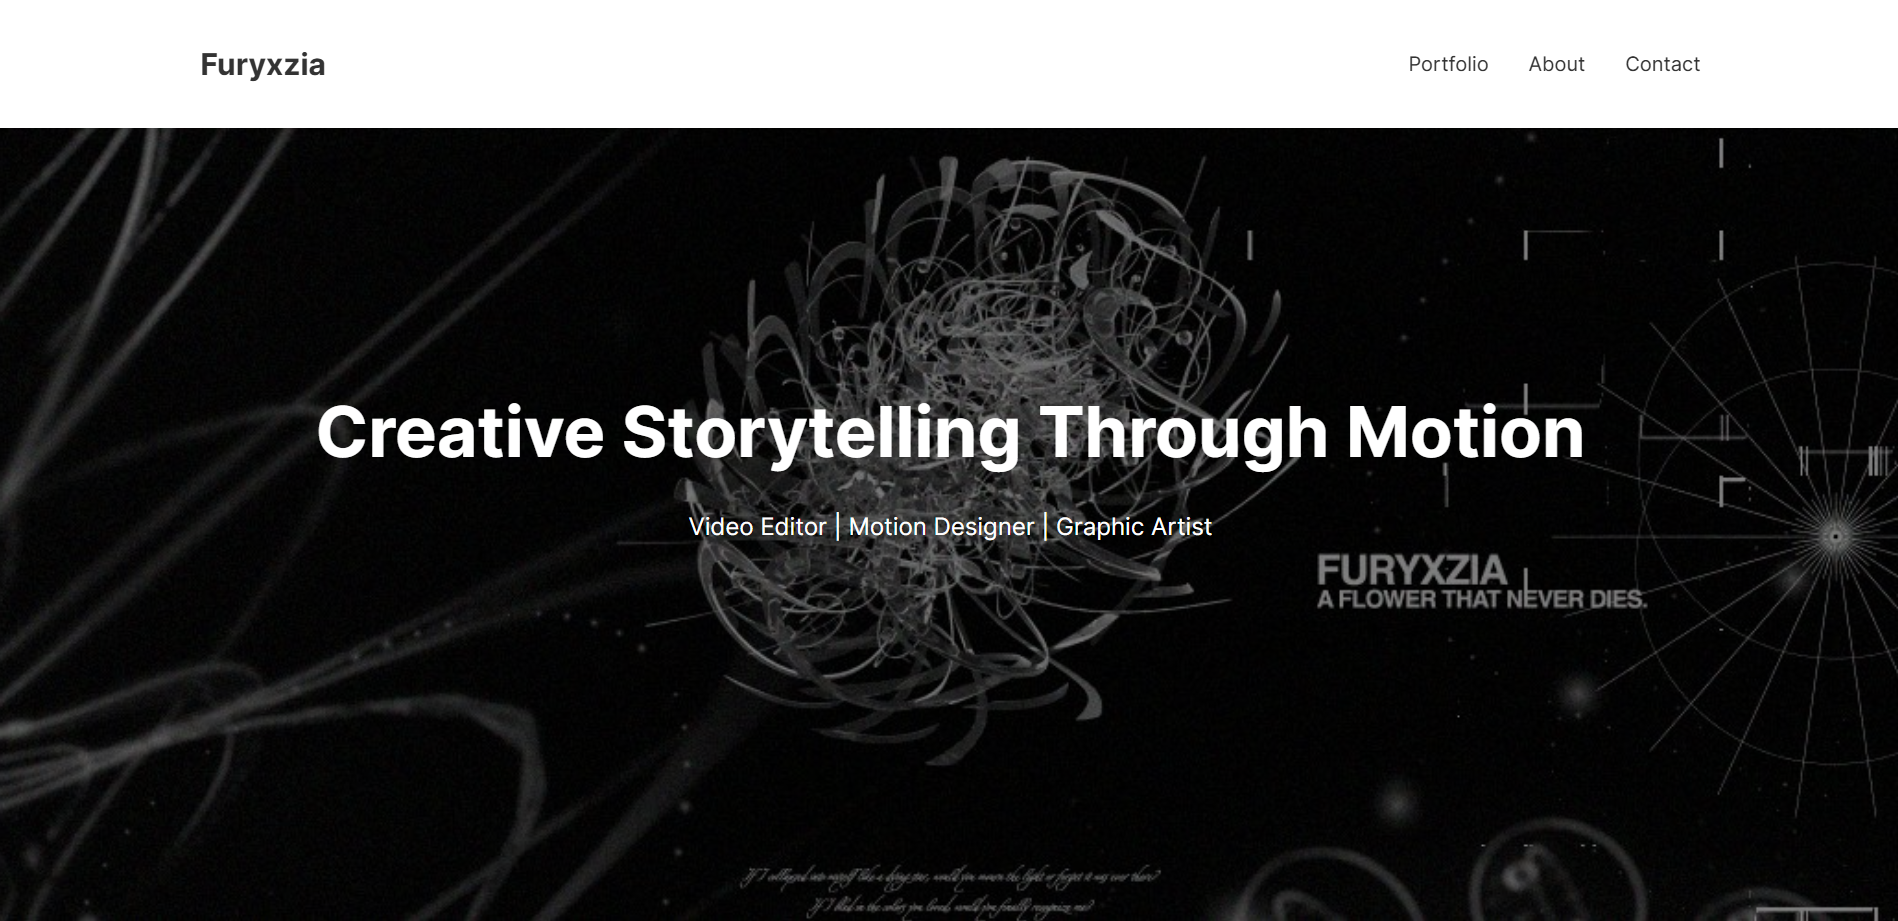 Furyxzia
Portfolio About Contact
Creative Storytelling Through Motion
Video Editor | Motion Designer | Graphic Artist
FURYXZIA
A FLOWER THAT NEVER DIES.
If I collapsed into myself like a dying star, would you mourn the light or forget it was ever there?
If I bled in the colors you loved, would you finally recognize me?